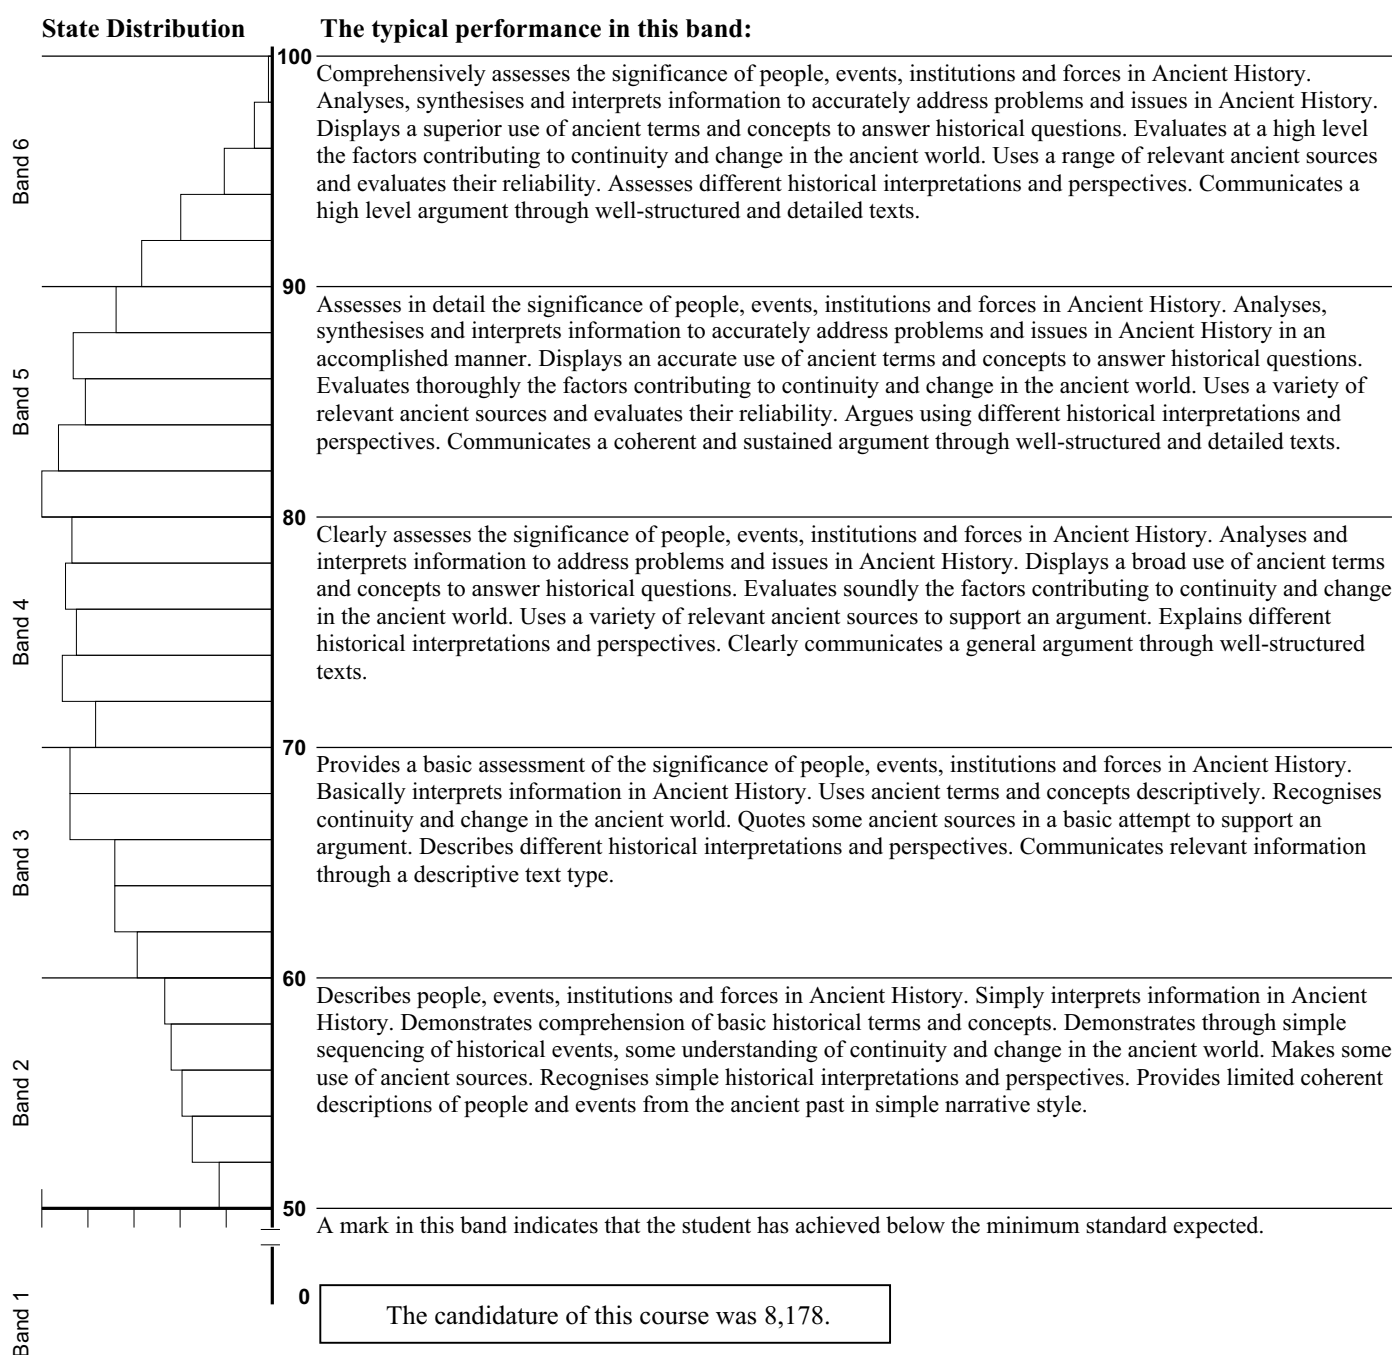 State Distribution
The typical performance in this band:
100
Comprehensively assesses the significance of people, events, institutions and forces in Ancient History.
Analyses, synthesises and interprets information to accurately address problems and issues in Ancient History.
Displays a superior use of ancient terms and concepts to answer historical questions. Evaluates at a high level
the factors contributing to continuity and change in the ancient world. Uses a range of relevant ancient sources
and evaluates their reliability. Assesses different historical interpretations and perspectives. Communicates a
high level argument through well-structured and detailed texts.
Band 6
90
Assesses in detail the significance of people, events, institutions and forces in Ancient History. Analyses,
synthesises and interprets information to accurately address problems and issues in Ancient History in an
accomplished manner. Displays an accurate use of ancient terms and concepts to answer historical questions.
Evaluates thoroughly the factors contributing to continuity and change in the ancient world. Uses a variety of
relevant ancient sources and evaluates their reliability. Argues using different historical interpretations and
perspectives. Communicates a coherent and sustained argument through well-structured and detailed texts.
Band 5
80
Clearly assesses the significance of people, events, institutions and forces in Ancient History. Analyses and
interprets information to address problems and issues in Ancient History. Displays a broad use of ancient terms
and concepts to answer historical questions. Evaluates soundly the factors contributing to continuity and change
in the ancient world. Uses a variety of relevant ancient sources to support an argument. Explains different
historical interpretations and perspectives. Clearly communicates a general argument through well-structured
texts.
Band 4
70
Provides a basic assessment of the significance of people, events, institutions and forces in Ancient History.
Basically interprets information in Ancient History. Uses ancient terms and concepts descriptively. Recognises
continuity and change in the ancient world. Quotes some ancient sources in a basic attempt to support an
argument. Describes different historical interpretations and perspectives. Communicates relevant information
through a descriptive text type.
Band 3
60
Describes people, events, institutions and forces in Ancient History. Simply interprets information in Ancient
History. Demonstrates comprehension of basic historical terms and concepts. Demonstrates through simple
sequencing of historical events, some understanding of continuity and change in the ancient world. Makes some
use of ancient sources. Recognises simple historical interpretations and perspectives. Provides limited coherent
descriptions of people and events from the ancient past in simple narrative style.
Band 2
50
A mark in this band indicates that the student has achieved below the minimum standard expected.
0
Band 1
The candidature of this course was 8,178.